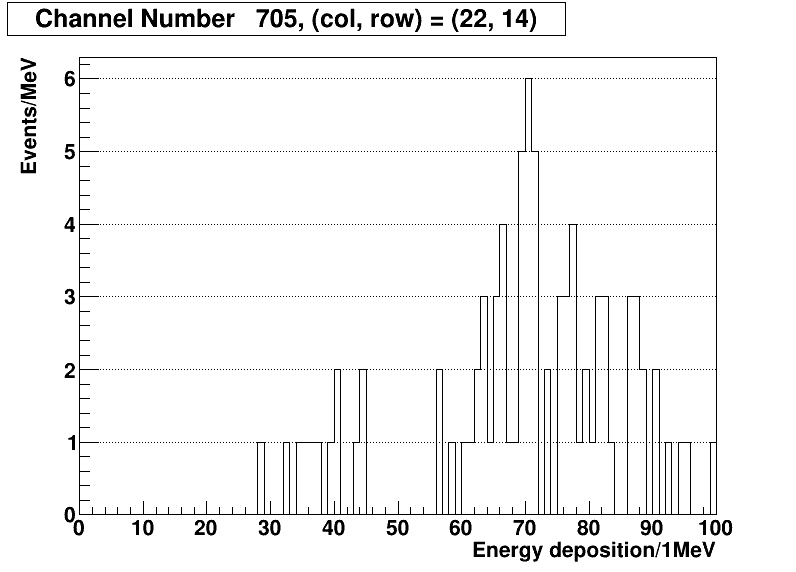 Channel Number 705, (col, row) = (22, 14)
Events/MeV
6
5
4
3
2
1
0
0 10 20 30 40 50 60 70 80 90 100
Energy deposition/1MeV